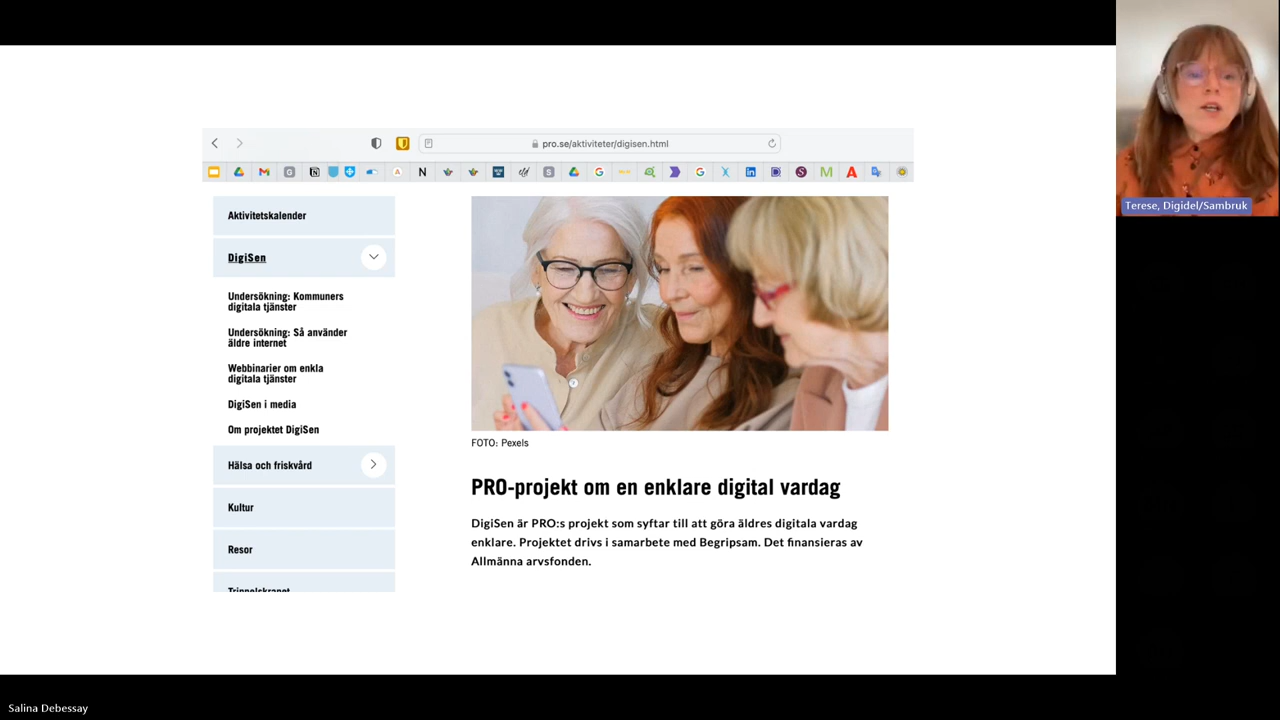 pro.se/aktiviteter/digisen.html
Aktivitetskalender
DigiSen
Undersökning: Kommuners
digitala tjänster
Undersökning: Så använder
äldre internet
Webbinarier om enkla
digitala tjänster
DigiSen i media
Om projektet DigiSen
Hälsa och friskvård
Kultur
Resor
FOTO: Pexels
PRO-projekt om en enklare digital vardag
DigiSen är PRO:s projekt som syftar till att göra äldres digitala vardag
enklare. Projektet drivs i samarbete med Begripsam. Det finansieras av
Allmänna arvsfonden.
Terese, Digidel/Sambruk
Salina Debessay